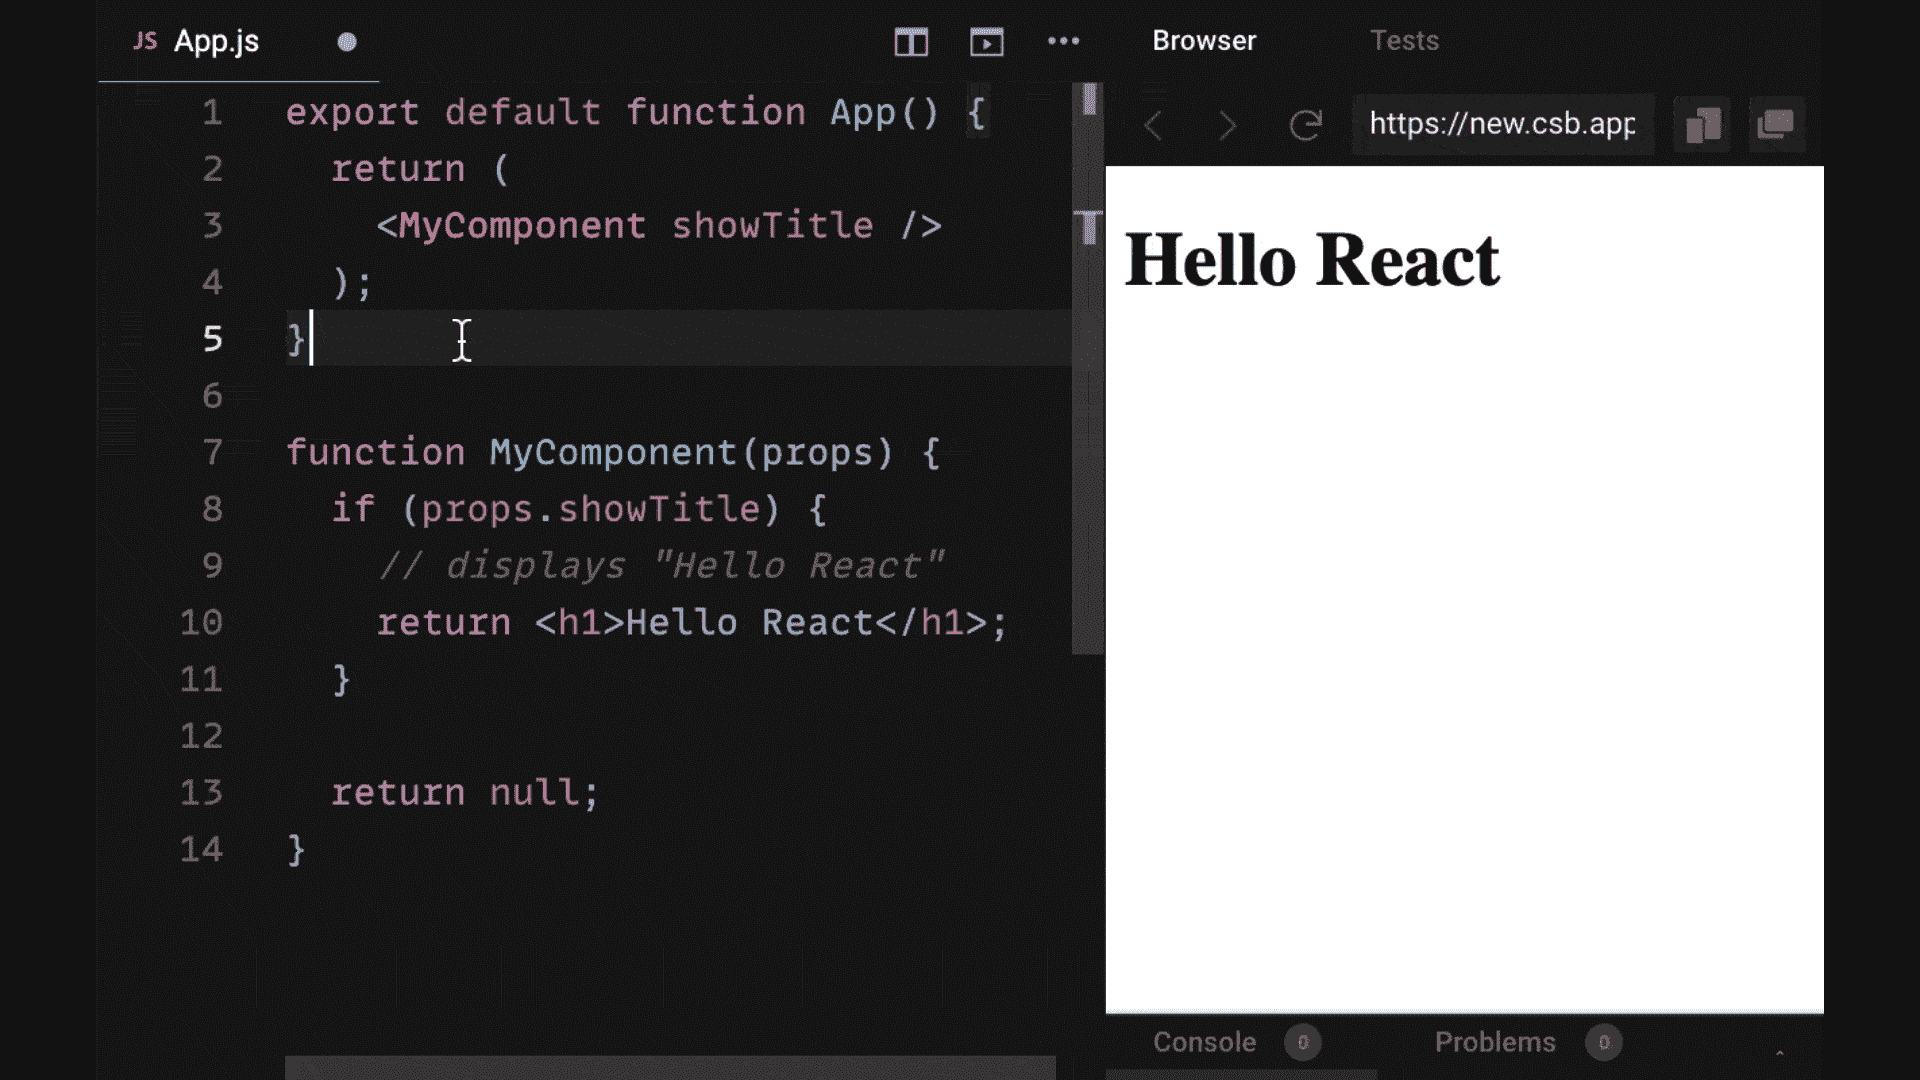 JS App.js
Browser Tests
https://new.csb.app
1 export default function App() {
2 return (
3 <MyComponent showTitle />
4 );
5 }
6
7 function MyComponent(props) {
8 if (props.showTitle) {
9 // displays "Hello React"
10 return <h1>Hello React</h1>;
11 }
12
13 return null;
14 }
Hello React
Console 0 Problems 0